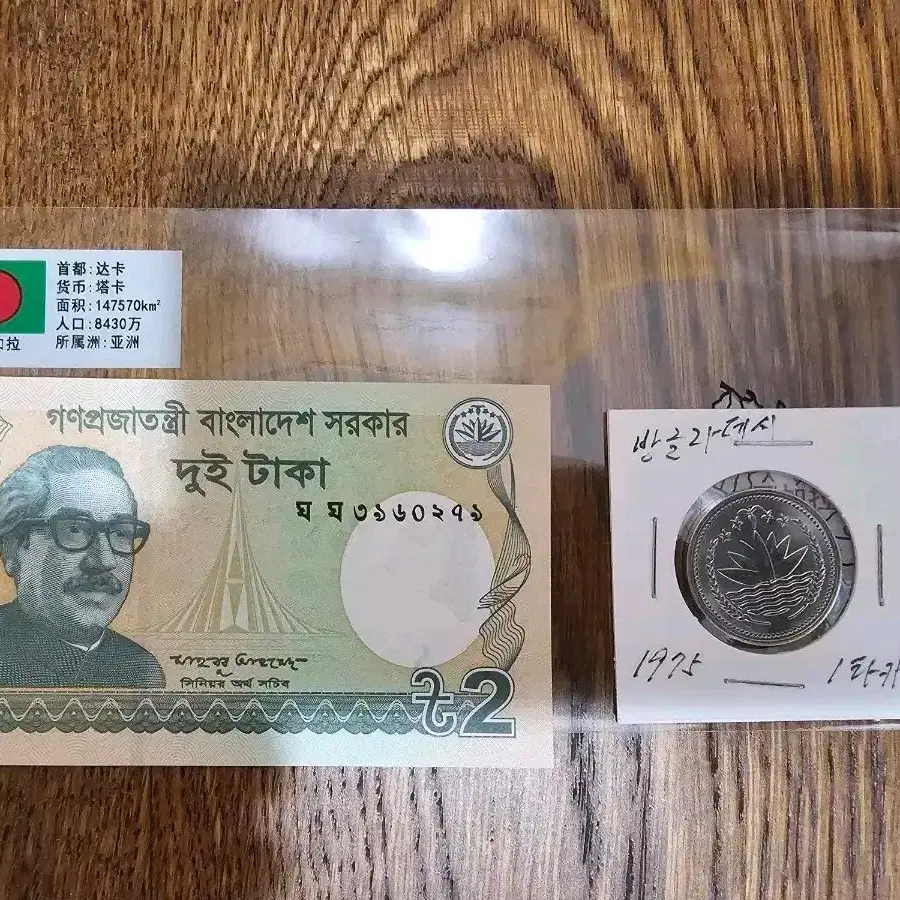 首都:达卡
货币:塔卡
面积:147570km²
人口:8430万
所属洲:亚洲
拉
গণপ্রজাতন্ত্রী বাংলাদেশ সরকার
দুই টাকা
ঘ ঘ ৩১৬০২৭১
সিনিয়র অর্থ সচিব
৳2
방글라데시
1975
1타카